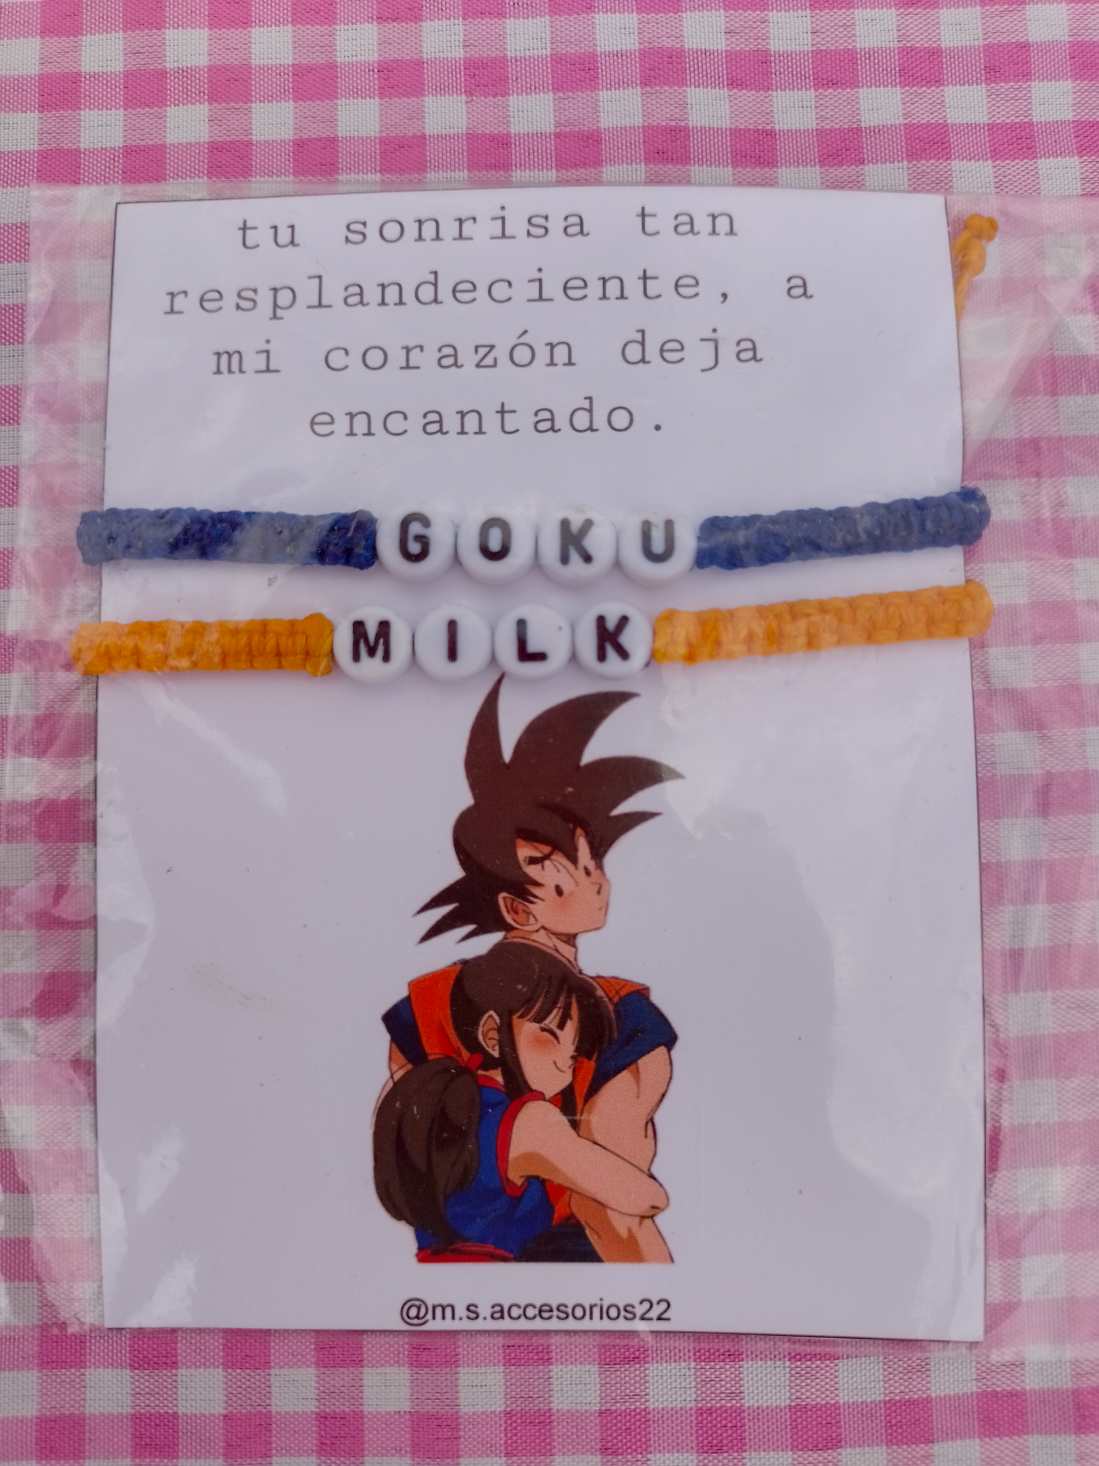 tu sonrisa tan
resplandeciente, a
mi corazón deja
encantado.
GOKU
MILK
@m.s.accesorios22